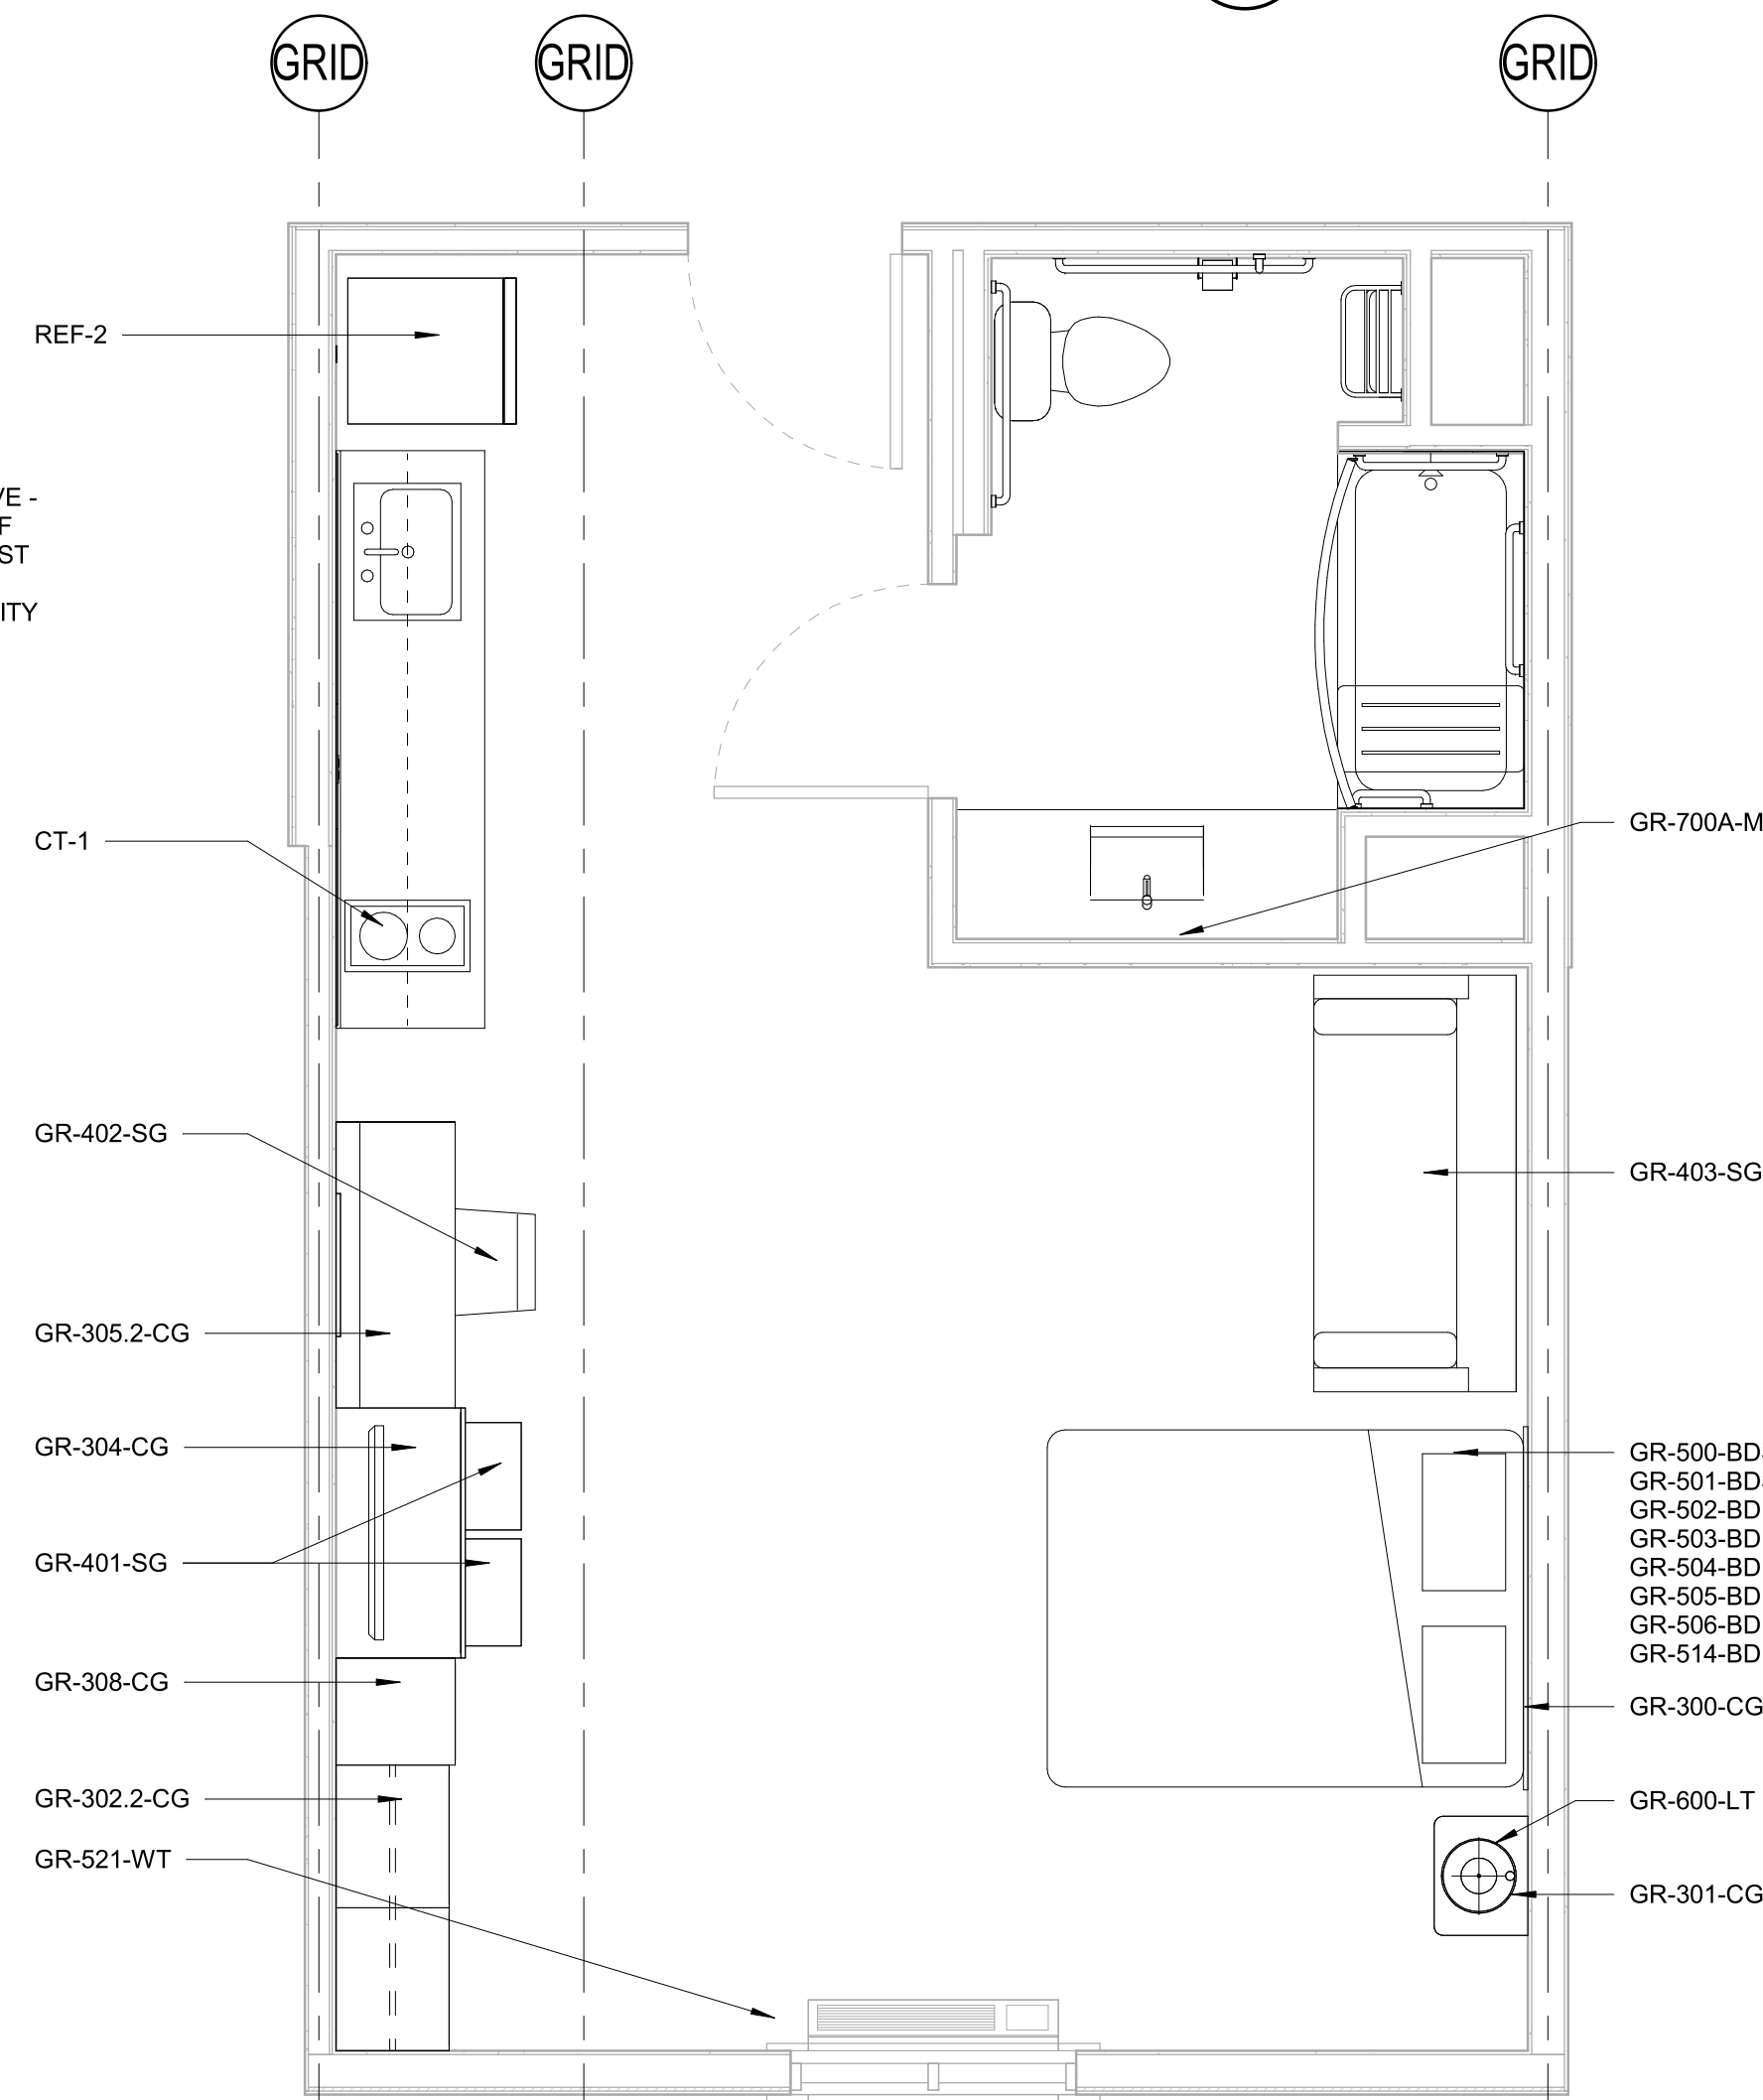 GRID
GRID
GRID
REF-2
VE -
F
ST
ITY
CT-1
GR-700A-M
GR-402-SG
GR-403-SG
GR-305.2-CG
GR-304-CG
GR-500-BD
GR-501-BD
GR-502-BD
GR-503-BD
GR-504-BD
GR-505-BD
GR-506-BD
GR-514-BD
GR-401-SG
GR-308-CG
GR-300-CG
GR-302.2-CG
GR-600-LT
GR-521-WT
GR-301-CG